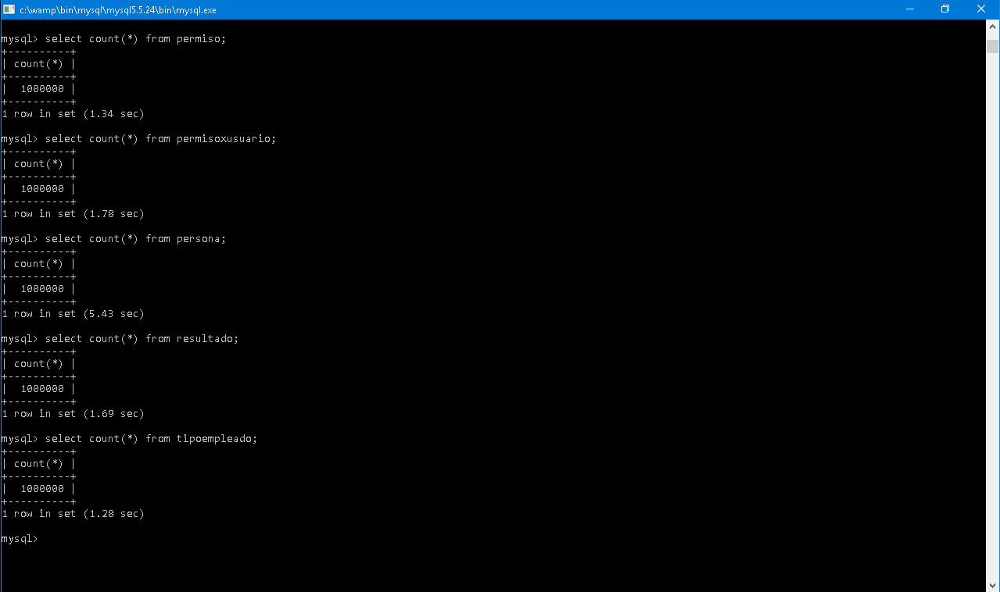 c:\wamp\bin\mysql\mysql5.5.24\bin\mysql.exe
mysql> select count(*) from permiso;
+----------+
| count(*) |
+----------+
|  1000000 |
+----------+
1 row in set (1.34 sec)
mysql> select count(*) from permisoxusuario;
+----------+
| count(*) |
+----------+
|  1000000 |
+----------+
1 row in set (1.78 sec)
mysql> select count(*) from persona;
+----------+
| count(*) |
+----------+
|  1000000 |
+----------+
1 row in set (5.43 sec)
mysql> select count(*) from resultado;
+----------+
| count(*) |
+----------+
|  1000000 |
+----------+
1 row in set (1.69 sec)
mysql> select count(*) from tipoempleado;
+----------+
| count(*) |
+----------+
|  1000000 |
+----------+
1 row in set (1.28 sec)
mysql>